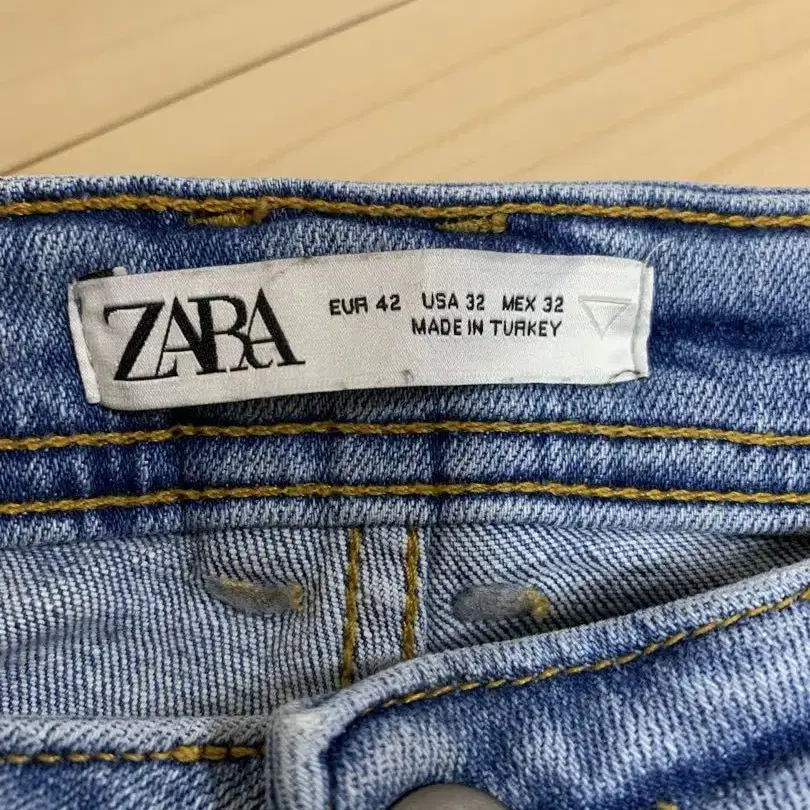 ZARA
EUR 42 USA 32 MEX 32
MADE IN TURKEY